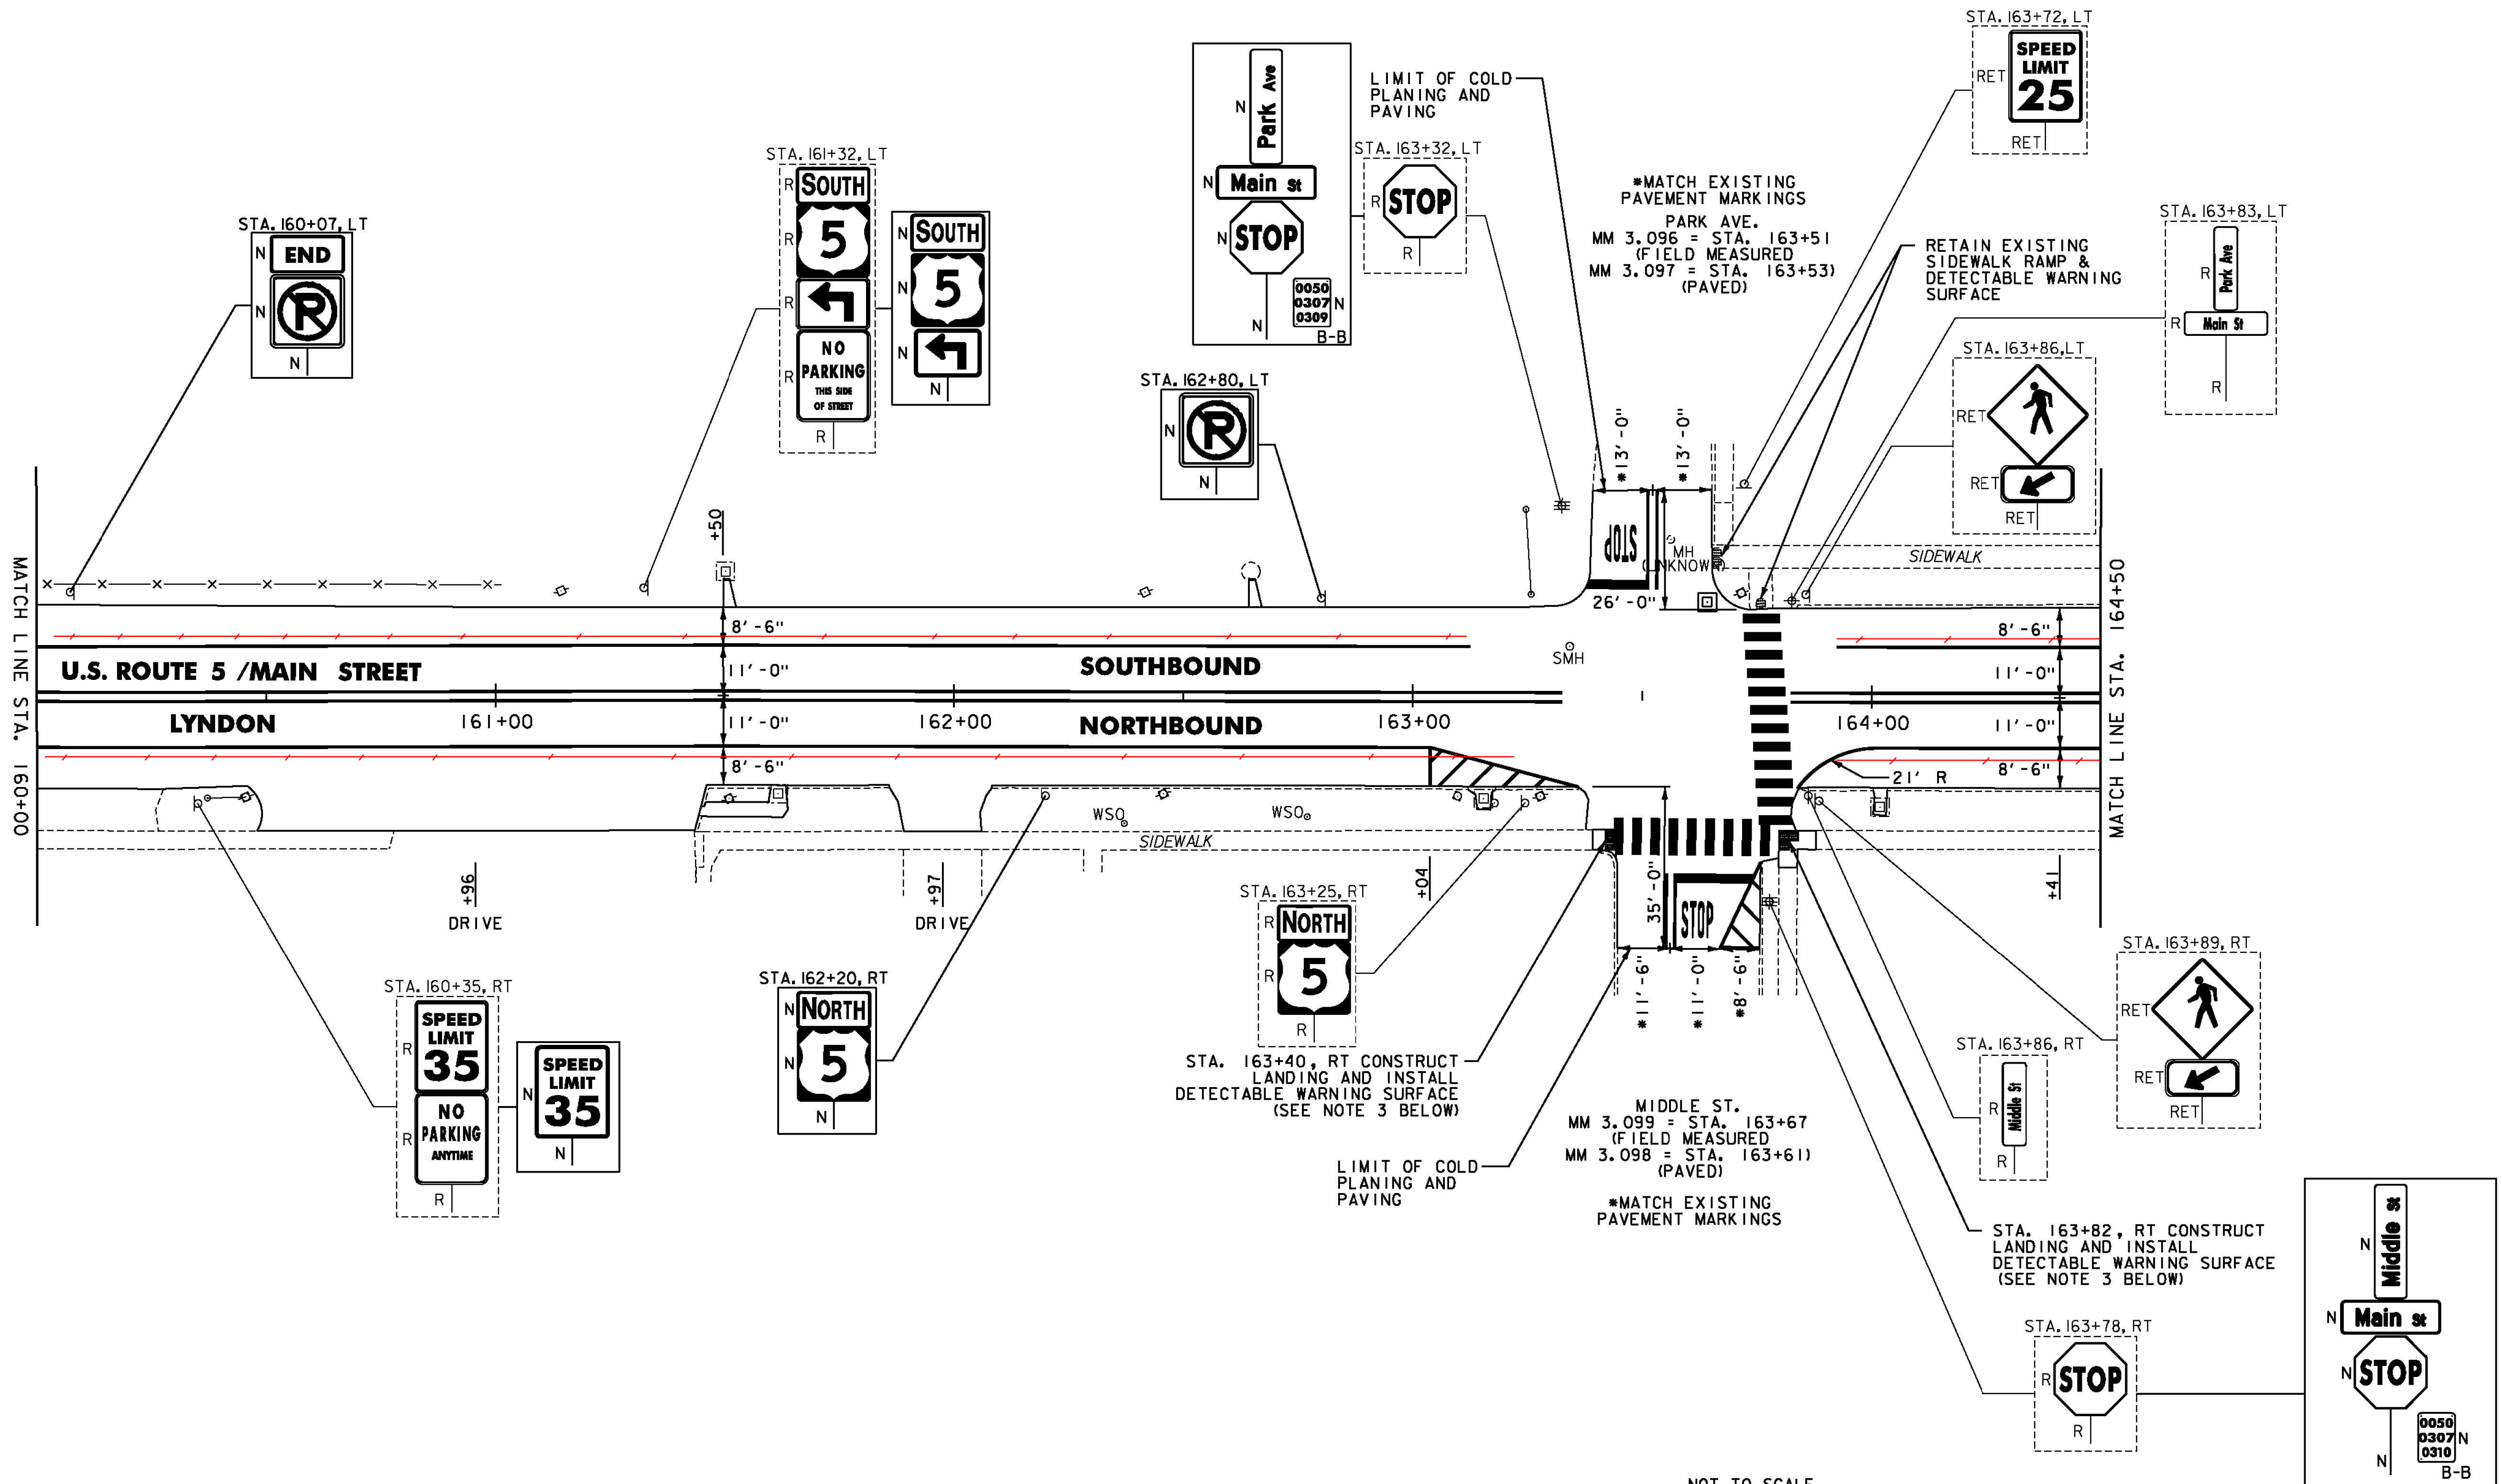 STA. 163+72, LT
RET
SPEED
LIMIT
25
RET
N
Park Ave
N
Main st
N
STOP
N
0050
0307
0309
N
B-B
LIMIT OF COLD
PLANING AND
PAVING
STA. 163+32, LT
R
STOP
R
STA. 161+32, LT
R
SOUTH
R
5
R
R
NO
PARKING
THIS SIDE
OF STREET
R
N
SOUTH
N
5
N
N
*MATCH EXISTING
PAVEMENT MARKINGS
PARK AVE.
MM 3.096 = STA. 163+51
(FIELD MEASURED
MM 3.097 = STA. 163+53)
(PAVED)
RETAIN EXISTING
SIDEWALK RAMP &
DETECTABLE WARNING
SURFACE
STA. 163+83, LT
R
Park Ave
R
Main St
R
STA. 160+07, LT
N
END
N
P
N
STA. 162+80, LT
N
P
N
STA. 163+86,LT
RET
RET
RET
*13'-0"
*13'-0"
+50
STOP
MH
(UNKNOWN)
26'-0"
SIDEWALK
MATCH LINE STA. 160+00
MATCH LINE STA. 164+50
8'-6"
8'-6"
SMH
U.S. ROUTE 5 /MAIN STREET
11'-0"
SOUTHBOUND
11'-0"
LYNDON
161+00
11'-0"
162+00
NORTHBOUND
163+00
164+00
11'-0"
8'-6"
8'-6"
21' R
WSO
WSO
SIDEWALK
+96
DRIVE
+97
DRIVE
+04
35'-0"
STOP
+41
*11'-6"
*11'-0"
*8'-6"
STA. 163+25, RT
R
NORTH
R
5
R
STA. 160+35, RT
R
SPEED
LIMIT
35
R
NO
PARKING
ANYTIME
R
N
SPEED
LIMIT
35
N
STA. 162+20, RT
N
NORTH
N
5
N
STA. 163+40, RT CONSTRUCT
LANDING AND INSTALL
DETECTABLE WARNING SURFACE
(SEE NOTE 3 BELOW)
MIDDLE ST.
MM 3.099 = STA. 163+67
(FIELD MEASURED
MM 3.098 = STA. 163+61)
(PAVED)
*MATCH EXISTING
PAVEMENT MARKINGS
LIMIT OF COLD
PLANING AND
PAVING
STA. 163+89, RT
RET
RET
RET
STA. 163+86, RT
R
Middle St
R
STA. 163+82, RT CONSTRUCT
LANDING AND INSTALL
DETECTABLE WARNING SURFACE
(SEE NOTE 3 BELOW)
STA. 163+78, RT
R
STOP
R
N
Middle st
N
Main st
N
STOP
N
0050
0307
0310
N
B-B
NOT TO SCALE